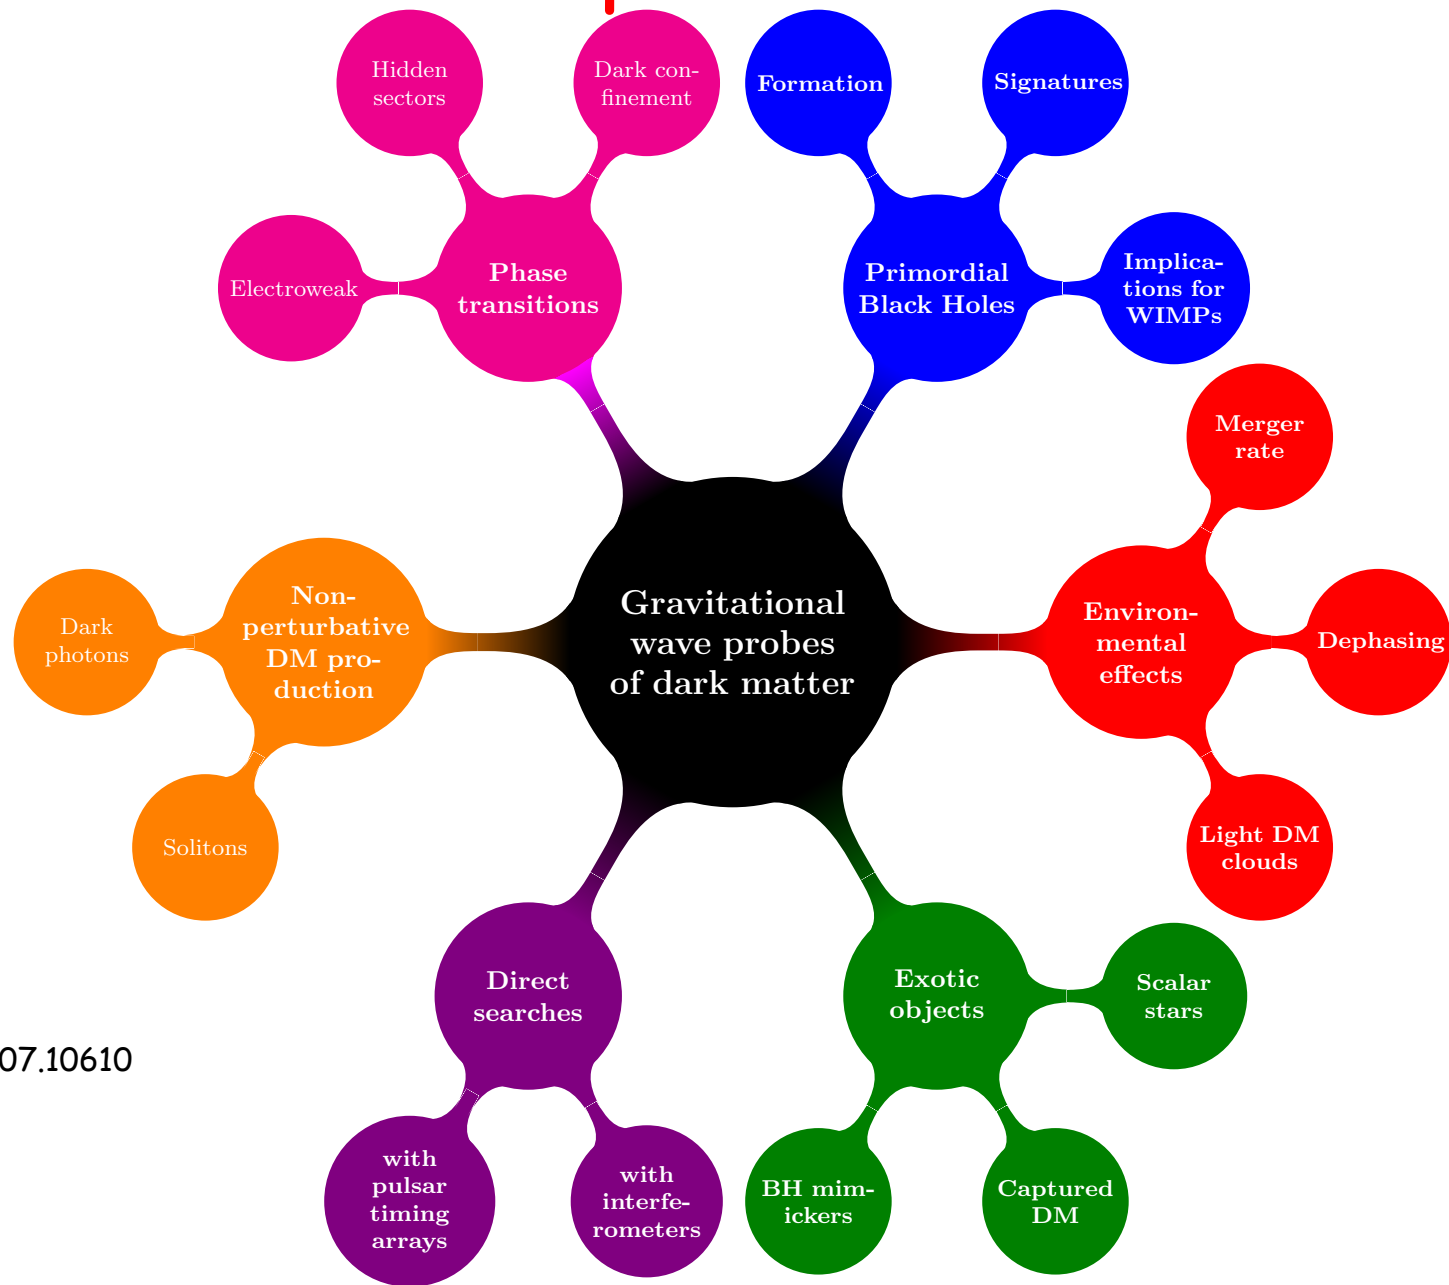 Hidden
sectors
Dark con-
finement
Formation
Signatures
Electroweak
Phase
transitions
Primordial
Black Holes
Implica-
tions for
WIMPs
Merger
rate
Dark
photons
Non-
perturbative
DM pro-
duction
Gravitational
wave probes
of dark matter
Environ-
mental
effects
Dephasing
Solitons
Light DM
clouds
Direct
searches
Exotic
objects
Scalar
stars
07.10610
with
pulsar
timing
arrays
with
interfe-
rometers
BH mim-
ickers
Captured
DM